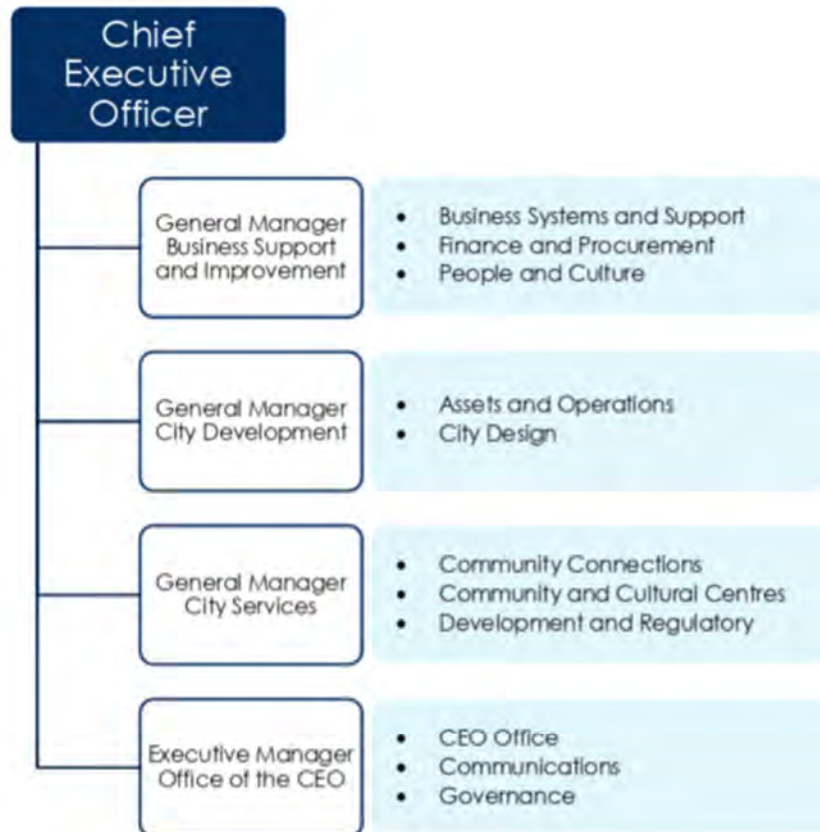 Chief
Executive
Officer
General Manager
Business Support
and Improvement
• Business Systems and Support
• Finance and Procurement
• People and Culture
General Manager
City Development
• Assets and Operations
• City Design
General Manager
City Services
• Community Connections
• Community and Cultural Centres
• Development and Regulatory
Executive Manager
Office of the CEO
• CEO Office
• Communications
• Governance